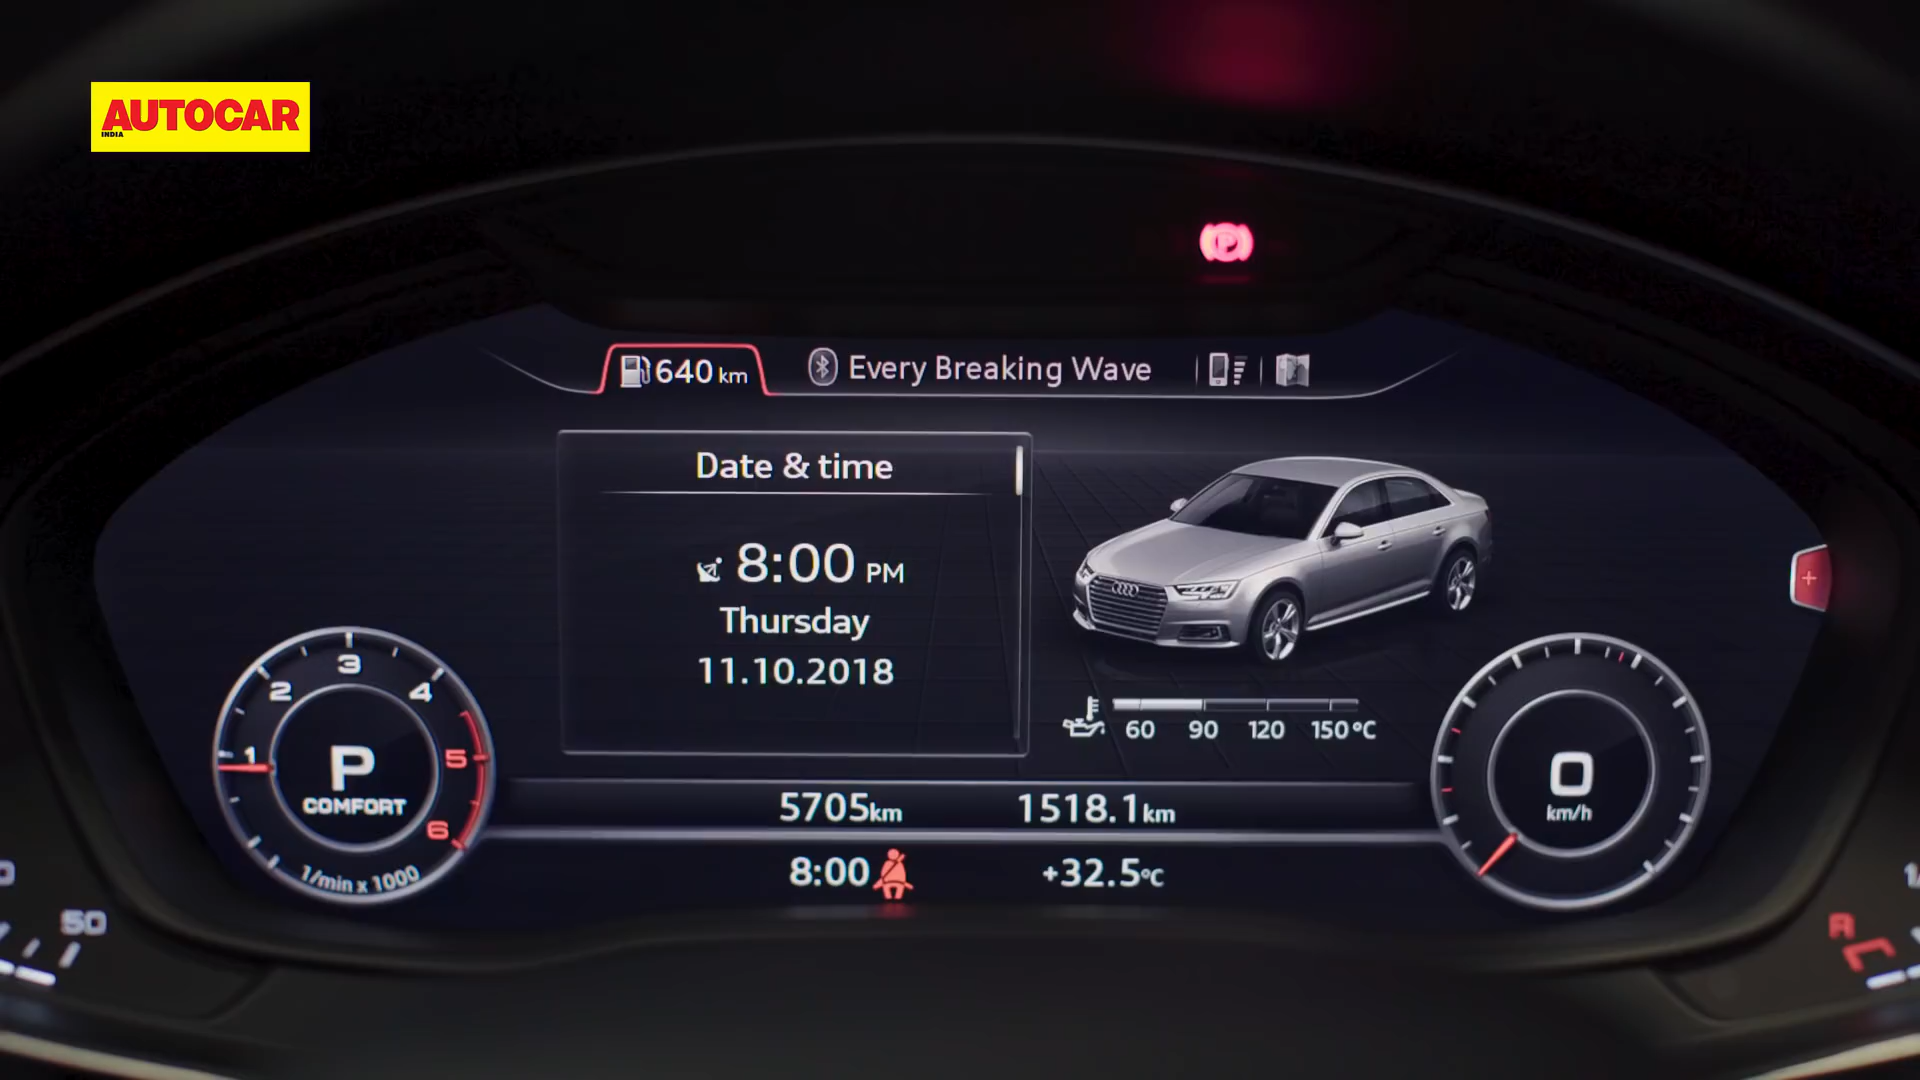 AUTOCAR
INDIA
P
640 km
Every Breaking Wave
Date & time
8:00 PM
Thursday
11.10.2018
60 90 120 150°C
1 2 3 4 5 6
P
COMFORT
1/min x 1000
0
km/h
5705km 1518.1km
8:00 +32.5°C
50
R